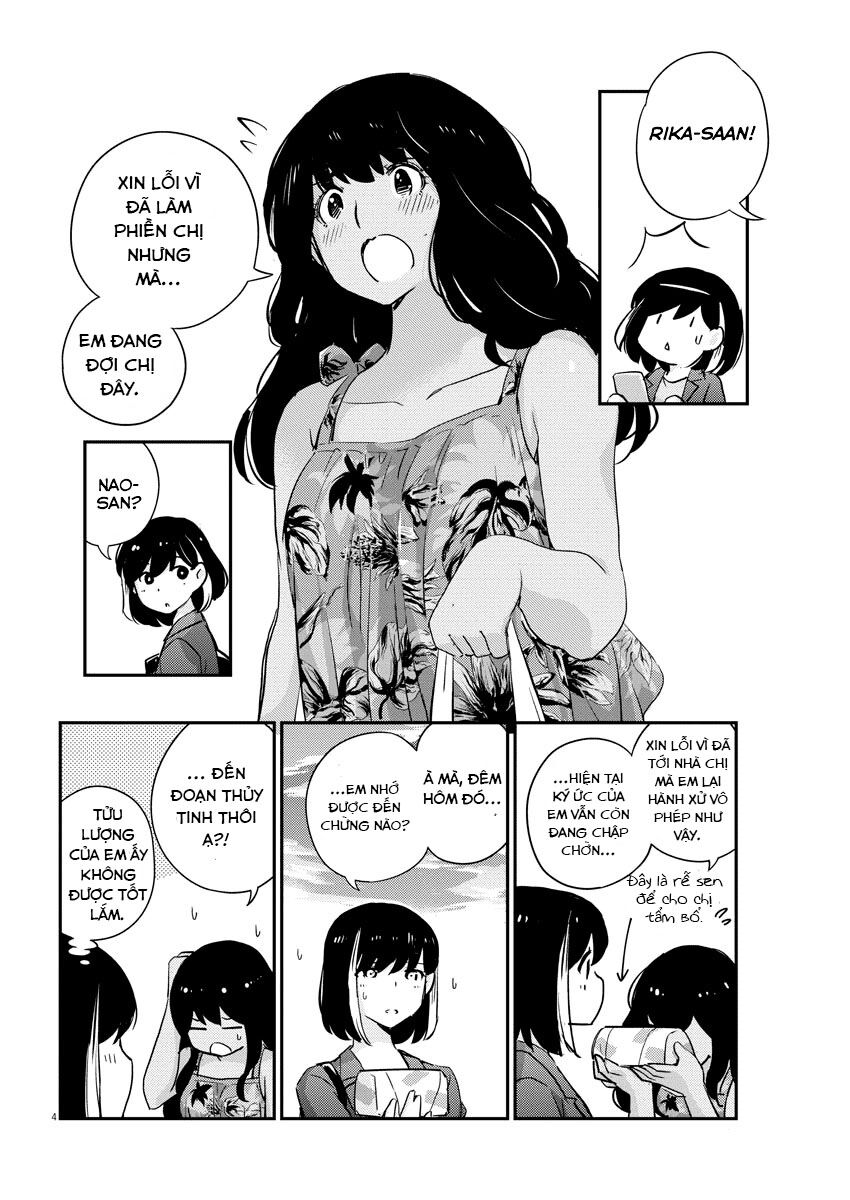 RIKA-SAAN!
XIN LỖI VÌ
ĐÃ LÀM
PHIỀN CHỊ
NHƯNG
MÀ...
EM ĐANG
ĐỢI CHỊ
ĐÂY.
NAO-
SAN?
XIN LỖI VÌ ĐÃ
TỚI NHÀ CHỊ
MÀ EM LẠI
HÀNH XỬ VÔ
PHÉP NHƯ
VẬY.
...HIỆN TẠI
KÝ ỨC CỦA
EM VẪN CÒN
ĐANG CHẬP
CHỜN...
Đây là rễ sen
để cho chị
tẩm bổ.
À MÀ, ĐÊM
HÔM ĐÓ...
...EM NHỚ
ĐƯỢC ĐẾN
CHỪNG NÀO?
... ĐẾN
ĐOẠN THỦY
TINH THÔI
Ạ?!
TỬU
LƯỢNG
CỦA EM ẤY
KHÔNG
ĐƯỢC TỐT
LẮM.
4